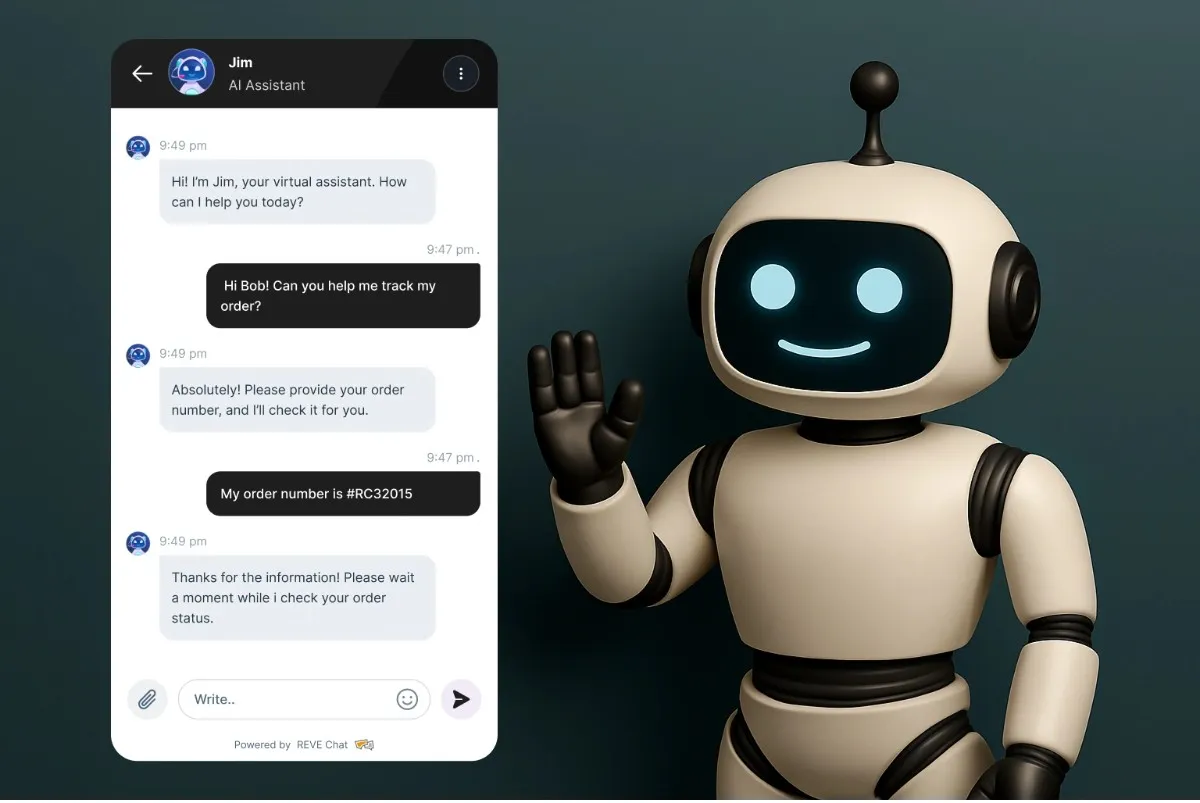 Jim
AI Assistant
9:49 pm
Hi! I'm Jim, your virtual assistant. How
can I help you today?
9:47 pm .
Hi Bob! Can you help me track my
order?
9:49 pm
Absolutely! Please provide your order
number, and I'll check it for you.
9:47 pm .
My order number is #RC32015
9:49 pm
Thanks for the information! Please wait
a moment while i check your order
status.
Write..
Powered by REVE Chat